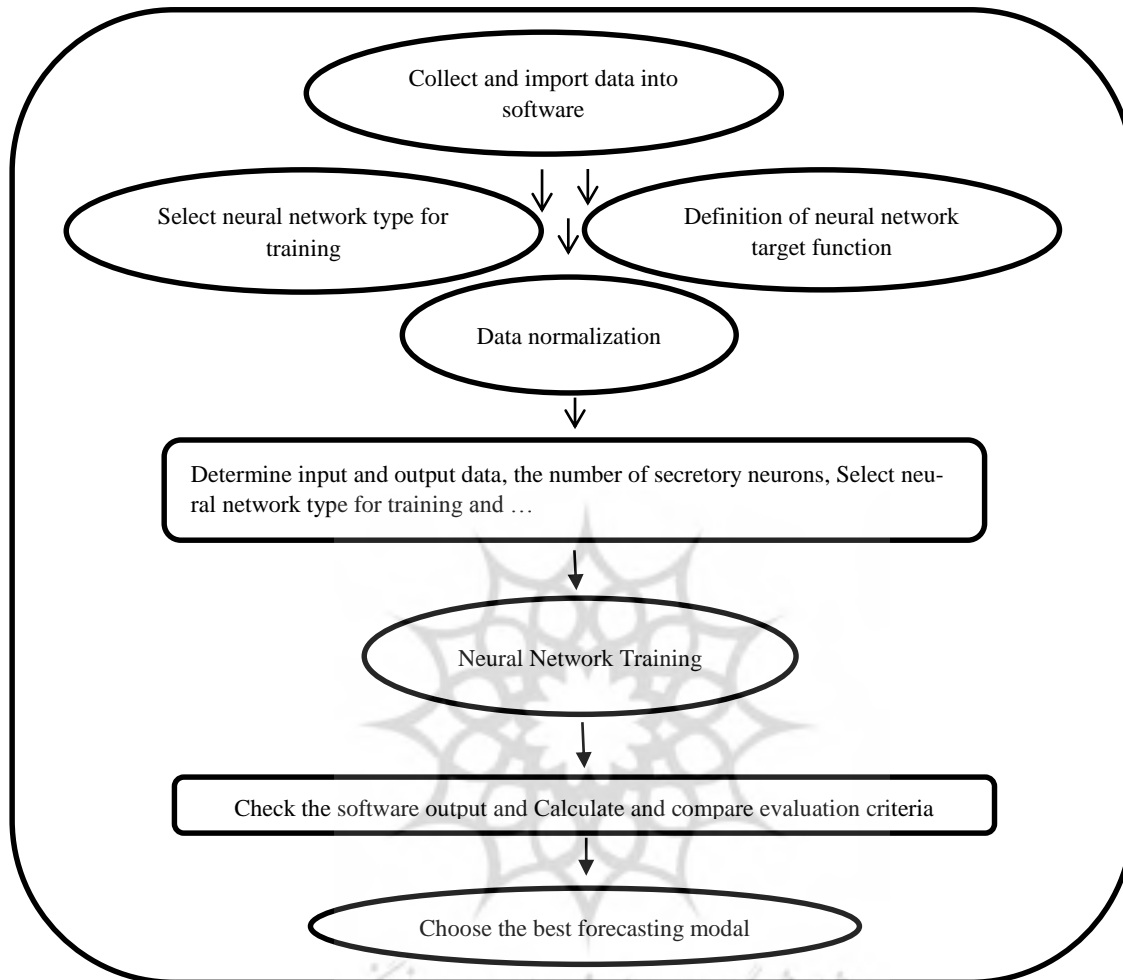 Collect and import data into
software
Select neural network type for
training
Definition of neural network
target function
Data normalization
Determine input and output data, the number of secretory neurons, Select neu-
ral network type for training and …
Neural Network Training
Check the software output and Calculate and compare evaluation criteria
Choose the best forecasting modal